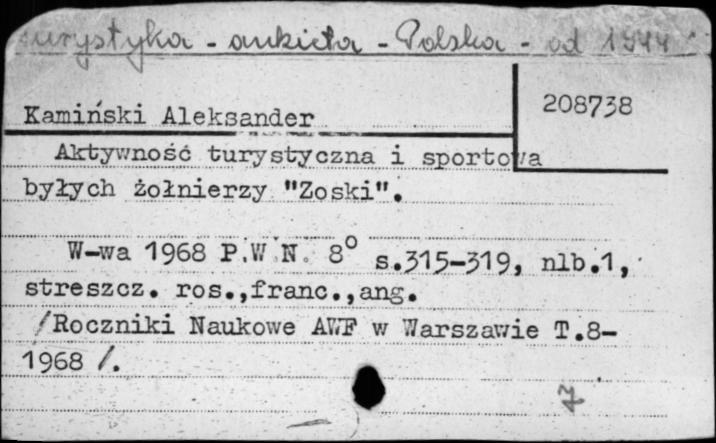 turystyka - ankieta - Polska - od 1944
208738
Kamiński Aleksander
Aktywność turystyczna i sportowa
byłych żołnierzy "Zoski".
W-wa 1968 P.W.N. 8° s.315-319, nlb.1,
streszcz. ros.,franc.,ang.
/Roczniki Naukowe AWF w Warszawie T.8-
1968 /.